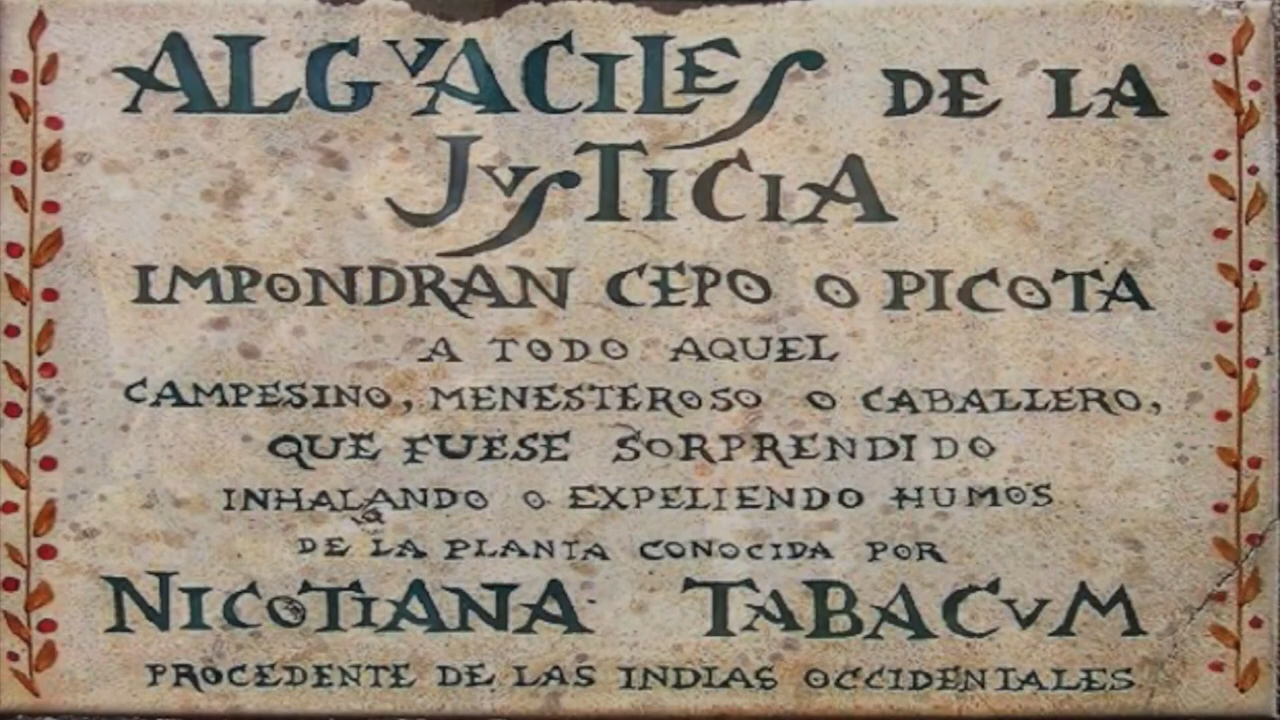 ALGVACILES DE LA
JVSTICIA
IMPONDRAN CEPO O PICOTA
A TODO AQUEL
CAMPESINO, MENESTEROSO O CABALLERO,
QUE FUESE SORPRENDIDO
INHALANDO O EXPELIENDO HUMOS
DE LA PLANTA CONOCIDA POR
NICOTIANA TABACVM
PROCEDENTE DE LAS INDIAS OCCIDENTALES